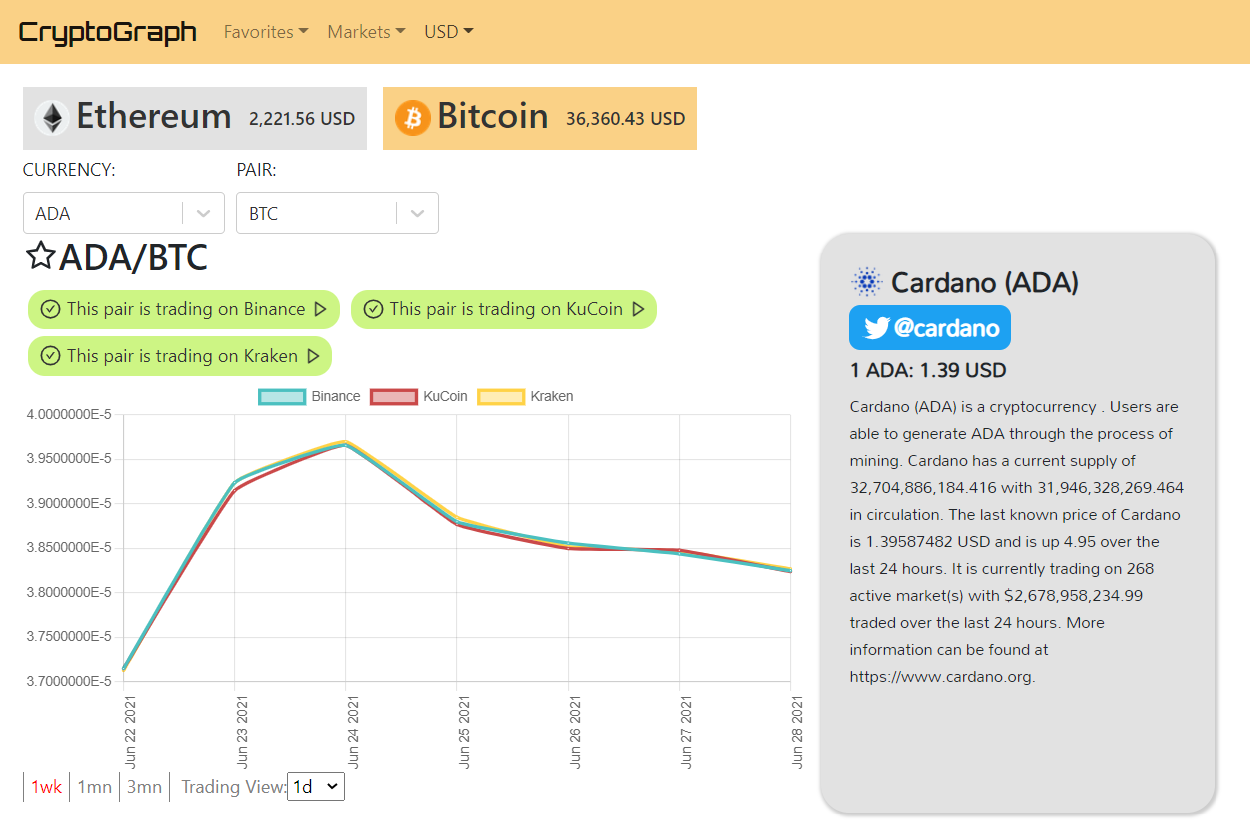 CryptoGraph Favorites Markets USD
Ethereum 2,221.56 USD Bitcoin 36,360.43 USD
CURRENCY: PAIR:
ADA BTC
ADA/BTC
This pair is trading on Binance This pair is trading on KuCoin
This pair is trading on Kraken
Binance KuCoin Kraken
4.0000000E-5
3.9500000E-5
3.9000000E-5
3.8500000E-5
3.8000000E-5
3.7500000E-5
3.7000000E-5
Jun 22 2021
Jun 23 2021
Jun 24 2021
Jun 25 2021
Jun 26 2021
Jun 27 2021
Jun 28 2021
1wk 1mn 3mn Trading View: 1d
Cardano (ADA)
@cardano
1 ADA: 1.39 USD
Cardano (ADA) is a cryptocurrency . Users are
able to generate ADA through the process of
mining. Cardano has a current supply of
32,704,886,184.416 with 31,946,328,269.464
in circulation. The last known price of Cardano
is 1.39587482 USD and is up 4.95 over the
last 24 hours. It is currently trading on 268
active market(s) with $2,678,958,234.99
traded over the last 24 hours. More
information can be found at
https://www.cardano.org.